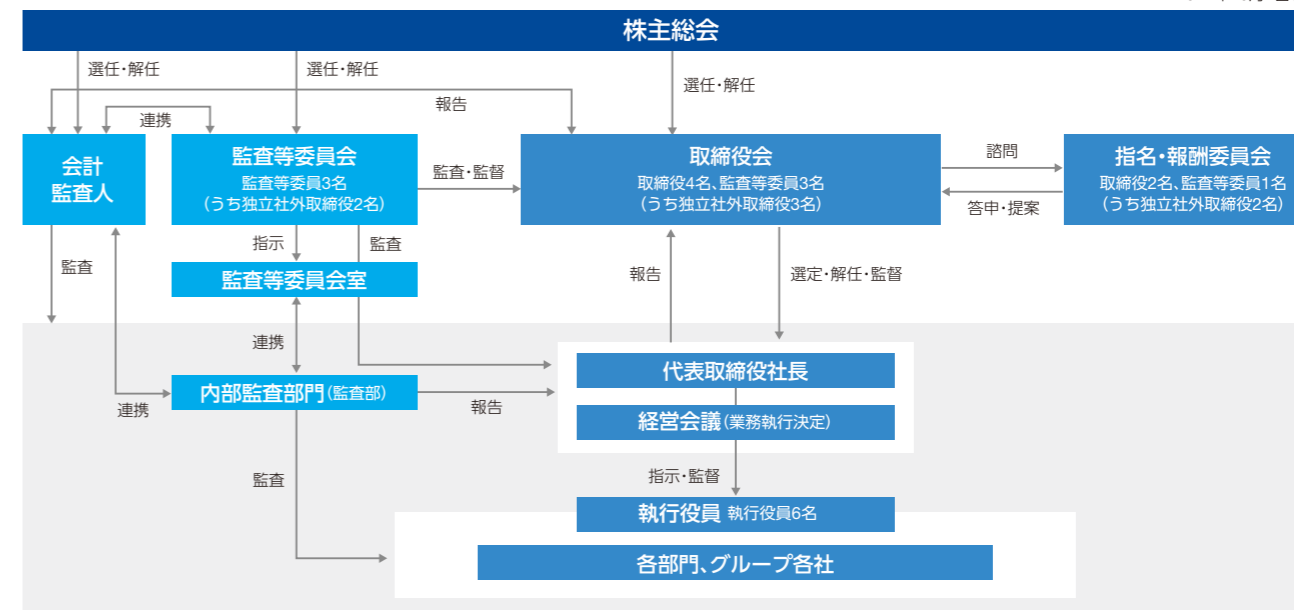 株主総会
選任・解任
選任・解任
選任・解任
報告
連携
会計
監査人
監査等委員会
監査等委員3名
(うち独立社外取締役2名)
監査・監督
取締役会
取締役4名、監査等委員3名
(うち独立社外取締役3名)
諮問
答申・提案
指名・報酬委員会
取締役2名、監査等委員1名
(うち独立社外取締役2名)
監査
指示
監査
監査等委員会室
報告
選定・解任・監督
連携
代表取締役社長
内部監査部門(監査部)
連携
報告
経営会議(業務執行決定)
監査
指示・監督
執行役員 執行役員6名
各部門、グループ各社